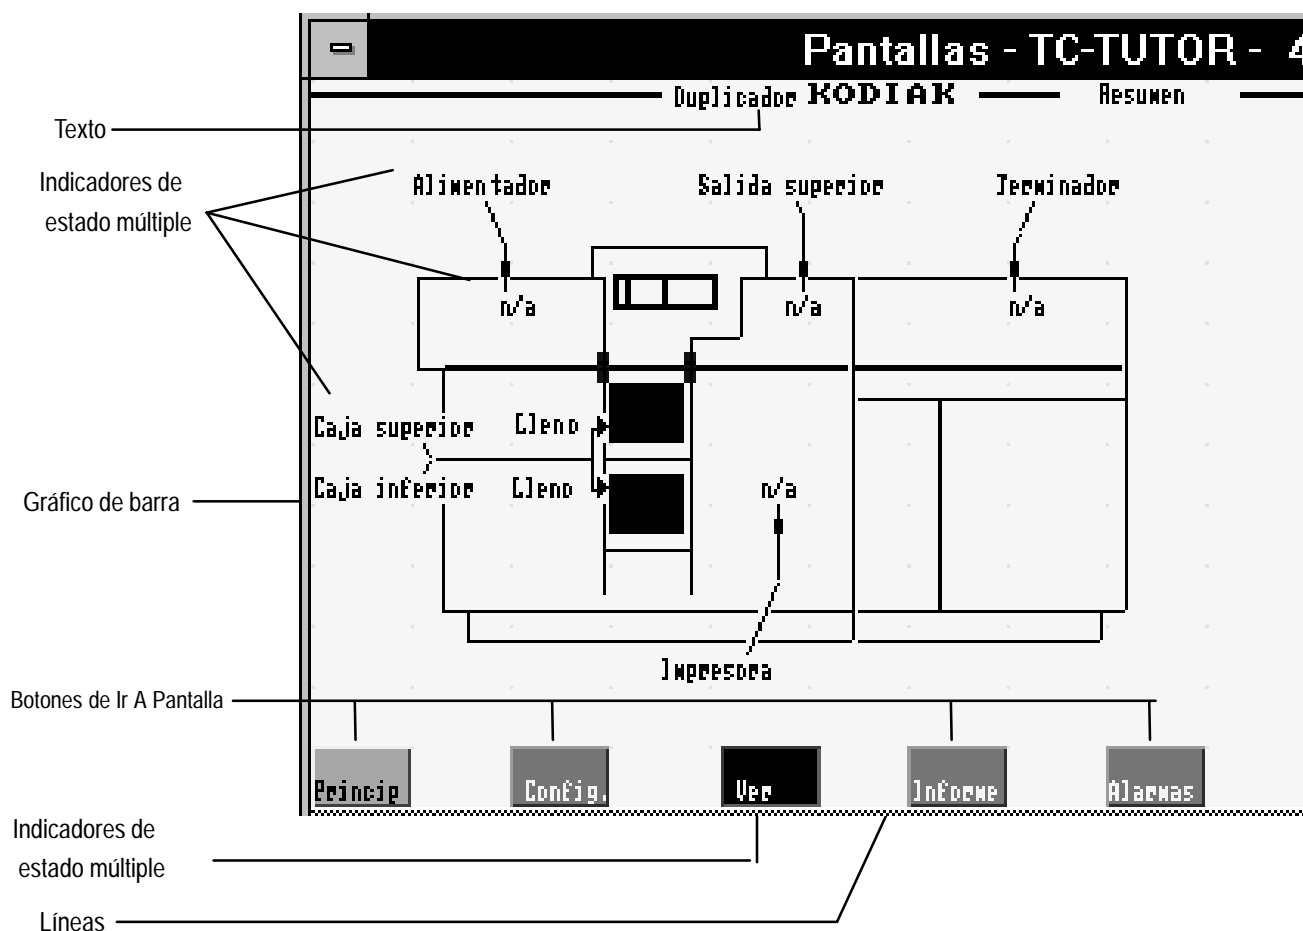 Pantallas - TC-TUTOR - 4
Duplicador KODIAK Resumen
Texto
Indicadores de
estado múltiple
Alimentador Salida superior Terminador
n/a n/a n/a
Caja superior Lleno
Caja inferior Lleno
n/a
Gráfico de barra
Impresora
Botones de Ir A Pantalla
Princip Config. Ver Informe Alarmas
Indicadores de
estado múltiple
Líneas